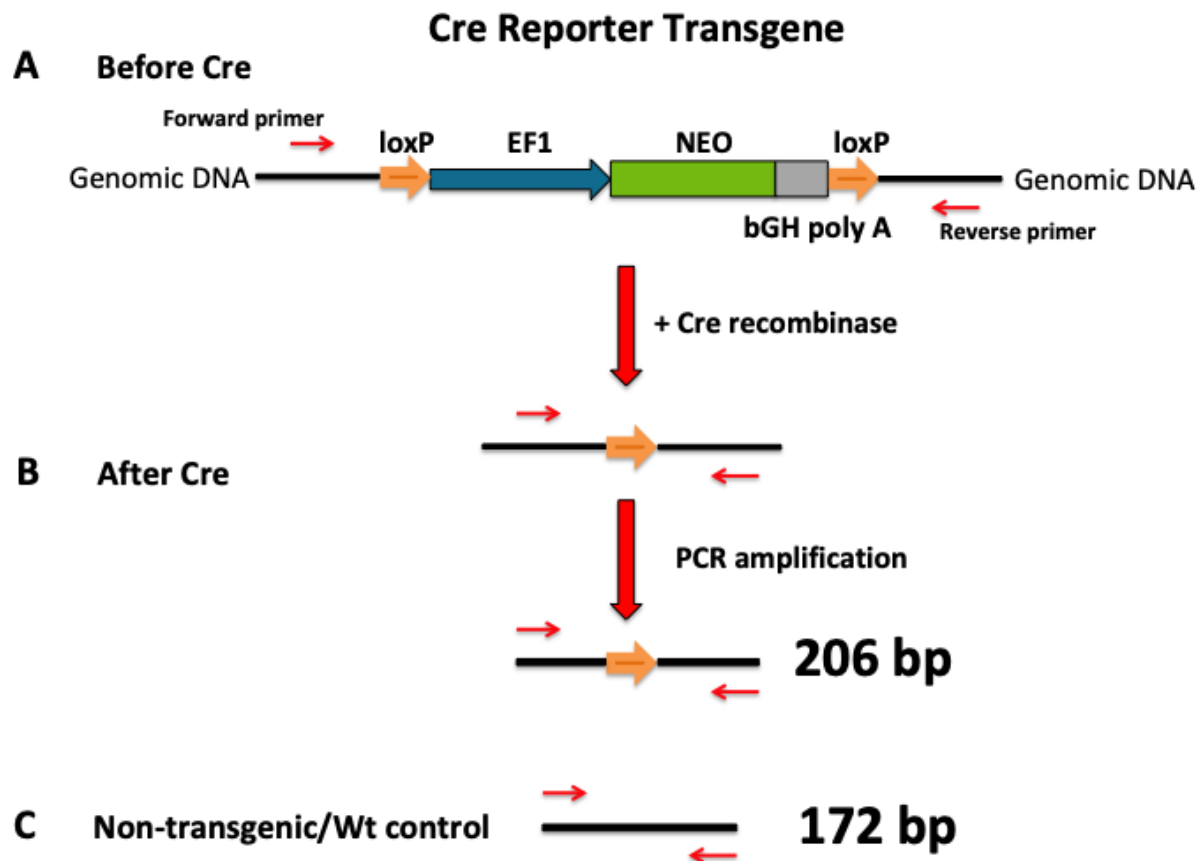 Cre Reporter Transgene
A Before Cre
Forward primer
loxP EF1 NEO loxP
Genomic DNA Genomic DNA
bGH poly A Reverse primer
+ Cre recombinase
B After Cre
PCR amplification
206 bp
C Non-transgenic/Wt control 172 bp